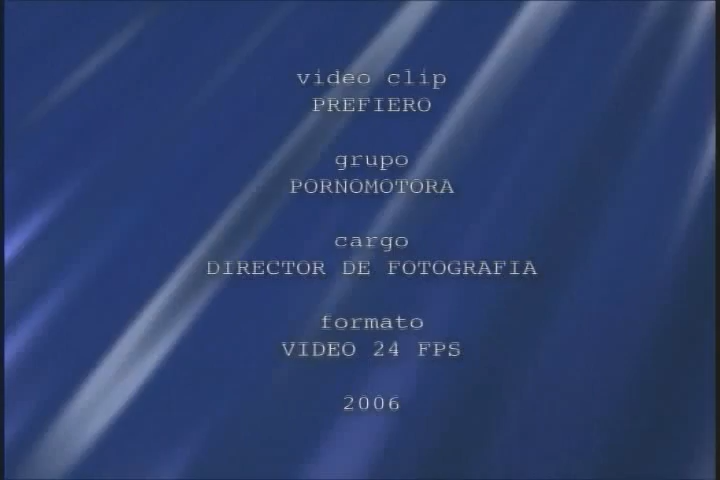 video clip
PREFIERO
grupo
PORNOMOTORA
cargo
DIRECTOR DE FOTOGRAFIA
formato
VIDEO 24 FPS
2006